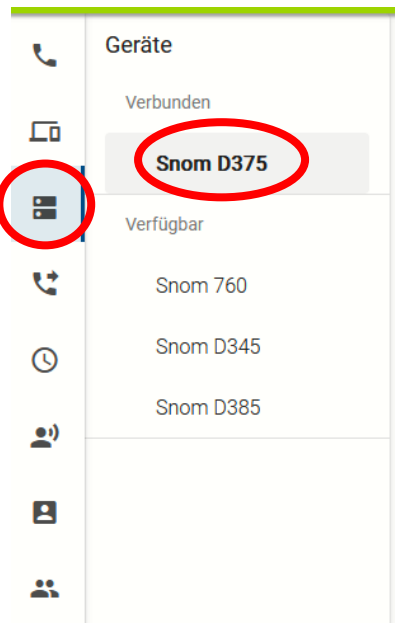 Geräte
Verbunden
Snom D375
Verfügbar
Snom 760
Snom D345
Snom D385